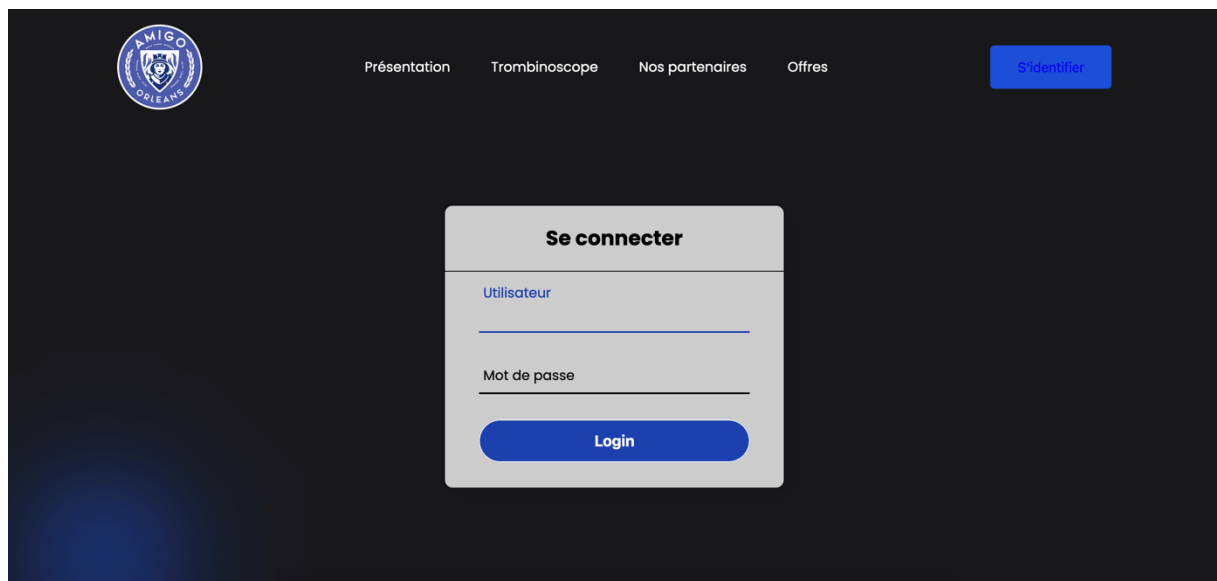 AMIGO
ORLEANS
Présentation Trombinoscope Nos partenaires Offres S'identifier
Se connecter
Utilisateur
Mot de passe
Login